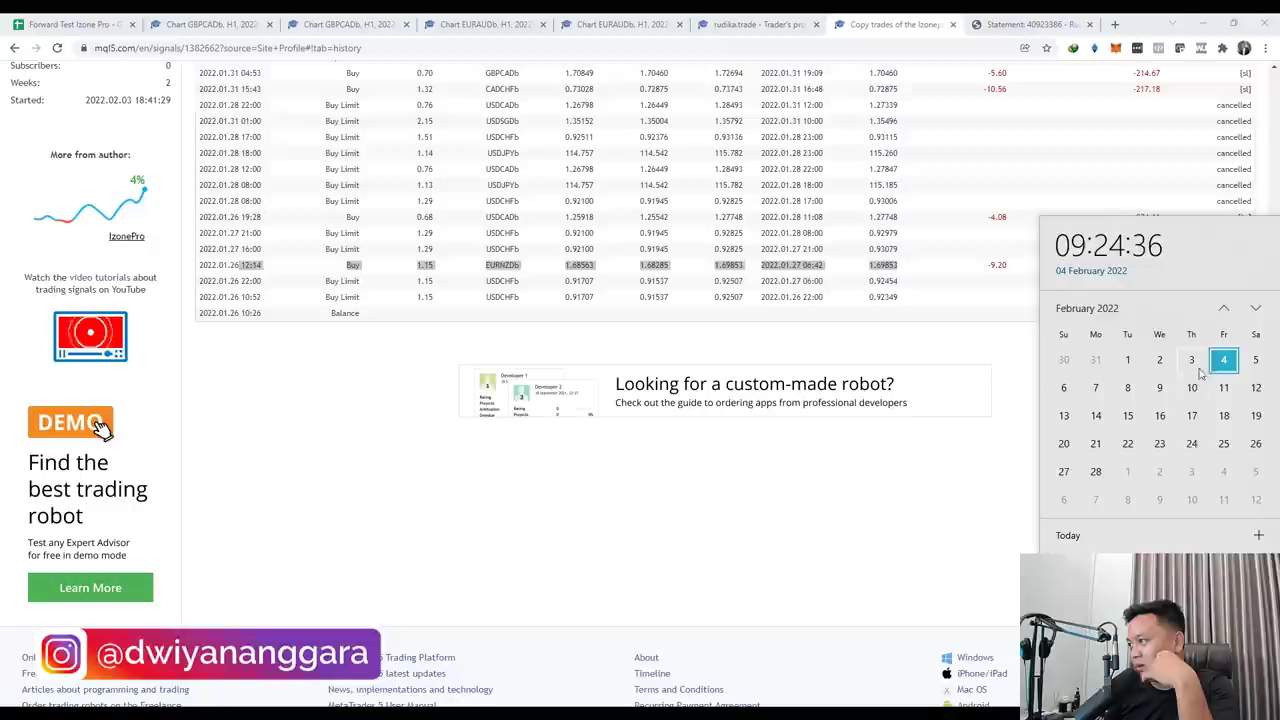 Forward Test Izone Pro - G
Chart GBPCADb, H1, 2022
Chart GBPCADb, H1, 2022
Chart EURAUDb, H1, 2022
Chart EURAUDb, H1, 2022
rudika.trade - Trader's pro
Copy trades of the Izonep
Statement: 40923386 - Ru
mql5.com/en/signals/1382662?source=Site+Profile#!tab=history
Subscribers: 0
Weeks: 2
Started: 2022.02.03 18:41:29
More from author:
4%
IzonePro
Watch the video tutorials about
trading signals on YouTube
DEMO
Find the
best trading
robot
Test any Expert Advisor
for free in demo mode
Learn More
2022.01.31 04:53 Buy 0.70 GBPCADb 1.70849 1.70460 1.72694 2022.01.31 19:09 1.70460 -5.60 -214.67 [sl]
2022.01.31 15:43 Buy 1.32 CADCHFb 0.73028 0.72875 0.73743 2022.01.31 16:48 0.72875 -10.56 -217.18 [sl]
2022.01.28 22:00 Buy Limit 0.76 USDCADb 1.26798 1.26449 1.28493 2022.01.31 12:00 1.27339 cancelled
2022.01.31 01:00 Buy Limit 2.15 USDSGDb 1.35152 1.35004 1.35792 2022.01.31 10:00 1.35496 cancelled
2022.01.28 17:00 Buy Limit 1.51 USDCHFb 0.92511 0.92376 0.93136 2022.01.28 23:00 0.93115 cancelled
2022.01.28 18:00 Buy Limit 1.14 USDJPYb 114.757 114.542 115.782 2022.01.28 23:00 115.260 cancelled
2022.01.28 12:00 Buy Limit 0.76 USDCADb 1.26798 1.26449 1.28493 2022.01.28 22:00 1.27847 cancelled
2022.01.28 08:00 Buy Limit 1.13 USDJPYb 114.757 114.542 115.782 2022.01.28 18:00 115.185 cancelled
2022.01.28 08:00 Buy Limit 1.29 USDCHFb 0.92100 0.91945 0.92825 2022.01.28 17:00 0.93006 cancelled
2022.01.26 19:28 Buy 0.68 USDCADb 1.25918 1.25542 1.27748 2022.01.28 11:08 1.27748 -4.08
2022.01.27 21:00 Buy Limit 1.29 USDCHFb 0.92100 0.91945 0.92825 2022.01.28 08:00 0.92979
2022.01.27 16:00 Buy Limit 1.29 USDCHFb 0.92100 0.91945 0.92825 2022.01.27 21:00 0.93079
2022.01.26 12:14 Buy 1.15 EURNZDb 1.68563 1.68285 1.69853 2022.01.27 06:42 1.69853 -9.20
2022.01.26 22:00 Buy Limit 1.15 USDCHFb 0.91707 0.91537 0.92507 2022.01.27 06:00 0.92454
2022.01.26 10:52 Buy Limit 1.15 USDCHFb 0.91707 0.91537 0.92507 2022.01.26 22:00 0.92349
2022.01.26 10:26 Balance
Developer 1
Developer 2
Looking for a custom-made robot?
Check out the guide to ordering apps from professional developers
09:24:36
04 February 2022
February 2022
Su Mo Tu We Th Fr Sa
30 31 1 2 3 4 5
6 7 8 9 10 11 12
13 14 15 16 17 18 19
20 21 22 23 24 25 26
27 28 1 2 3 4 5
6 7 8 9 10 11 12
Today
@dwiyananggara
5 Trading Platform
latest updates
Articles about programming and trading
News, implementations and technology
Order trading robots on the Freelance
MetaTrader 5 User Manual
About
Timeline
Terms and Conditions
Recurring Payment Agreement
Windows
iPhone/iPad
Mac OS
Android